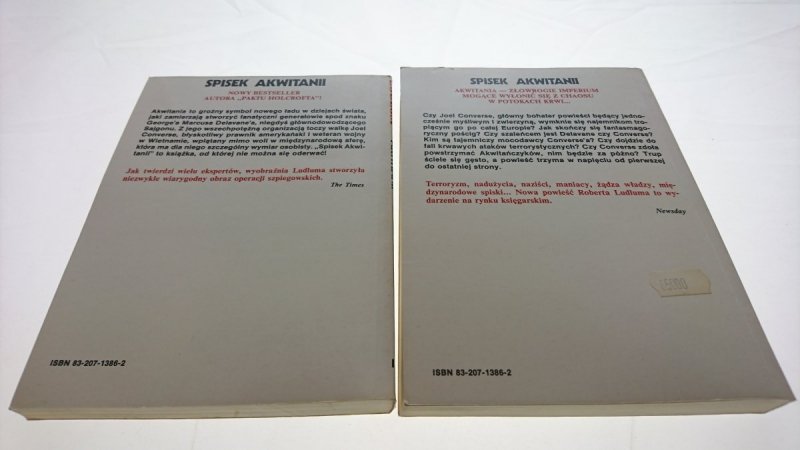 SPISEK AKWITANII
NOWY BESTSELLER
AUTORA „PAKTU HOLCROFTA”!
Akwitania to groźny symbol nowego ładu w dziejach świata,
jaki zamierzają stworzyć fanatyczni generałowie spod znaku
George'a Marcusa Delavane'a, niegdyś głównodowodzącego
Sajgonu. Z jego wszechpotężną organizacją toczy walkę Joel
Converse, błyskotliwy prawnik amerykański i weteran wojny
w Wietnamie, wplątany mimo woli w międzynarodową aferę,
która ma dla niego szczególny wymiar osobisty. „Spisek Akwi-
tanii” to książka, od której nie można się oderwać!
Jak twierdzi wielu ekspertów, wyobraźnia Ludluma stworzyła
niezwykle wiarygodny obraz operacji szpiegowskich.
The Times
ISBN 83-207-1386-2
SPISEK AKWITANII
AKWITANIA — ZŁOWROGIE IMPERIUM
MOGĄCE WYŁONIĆ SIĘ Z CHAOSU
W POTOKACH KRWI...
Czy Joel Converse, główny bohater powieści będący jedno-
cześnie myśliwym i zwierzyną, wymknie się najemnikom tro-
piącym go po całej Europie? Jak skończy się fantasmago-
ryczny pościg? Czy szaleńcem jest Delavane czy Converse?
Kim są tajemniczy mocodawcy Converse'a? Czy dojdzie do
fali krwawych ataków terrorystycznych? Czy Converse zdoła
powstrzymać Akwitańczyków, nim będzie za późno? Trup
ściele się gęsto, a powieść trzyma w napięciu od pierwszej
do ostatniej strony.
Terroryzm, nadużycia, naziści, maniacy, żądza władzy, mię-
dzynarodowe spiski... Nowa powieść Roberta Ludluma to wy-
darzenie na rynku księgarskim.
Newsday
ISBN 83-207-1386-2